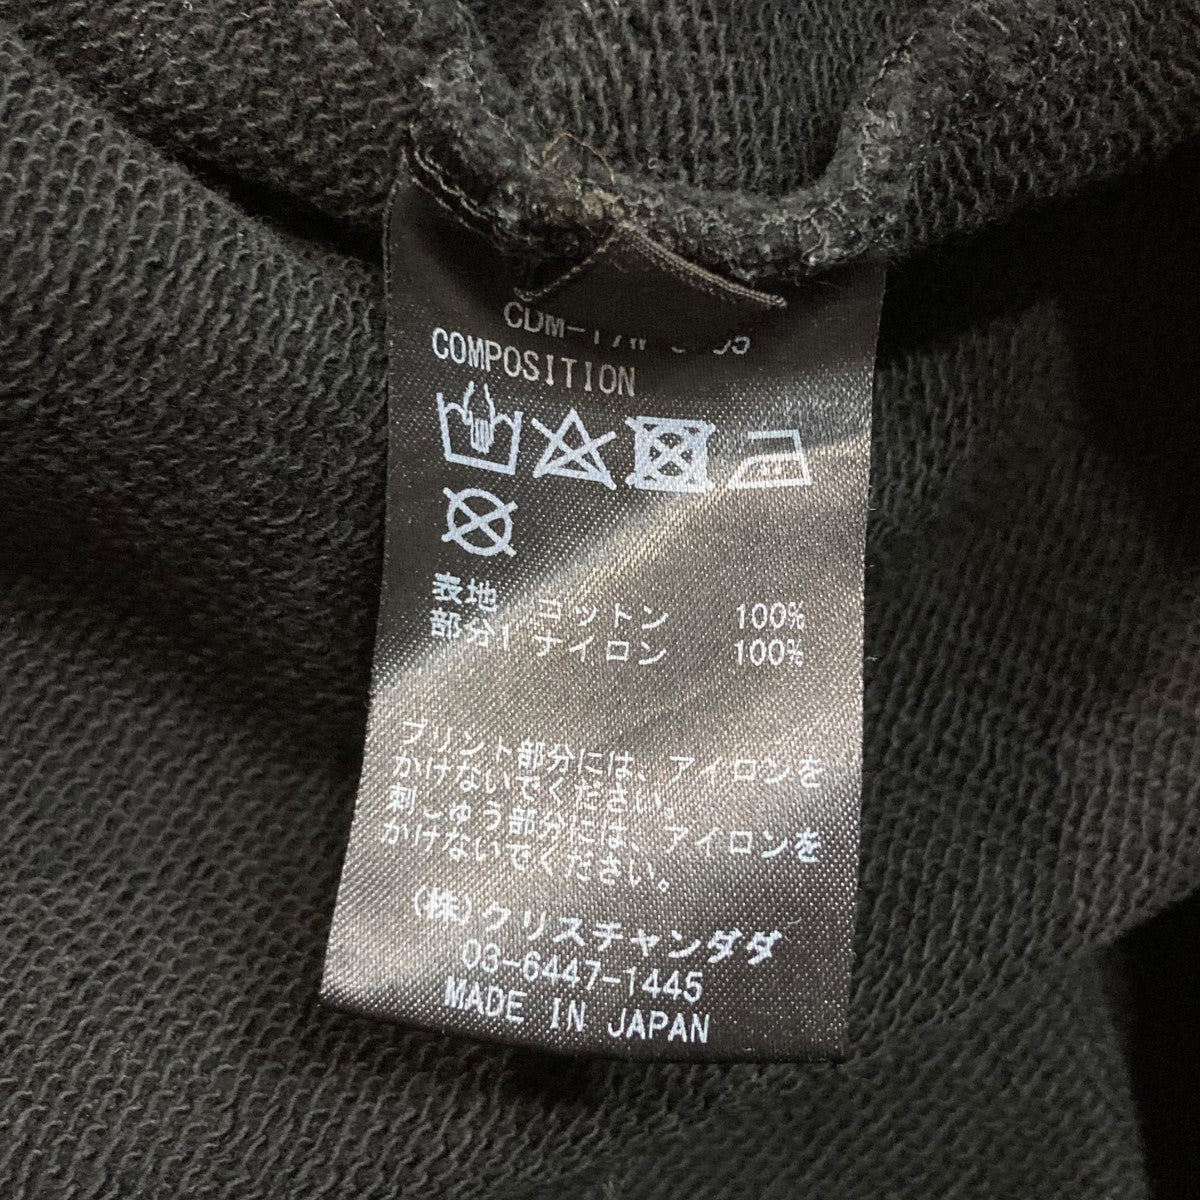 COMPOSITION
表地 コットン 100%
部分1 ナイロン 100%
プリント部分には、アイロンを
かけないでください。
刺しゅう部分には、アイロンを
かけないでください。
(株)クリスチャンダダ
03-6447-1445
MADE IN JAPAN